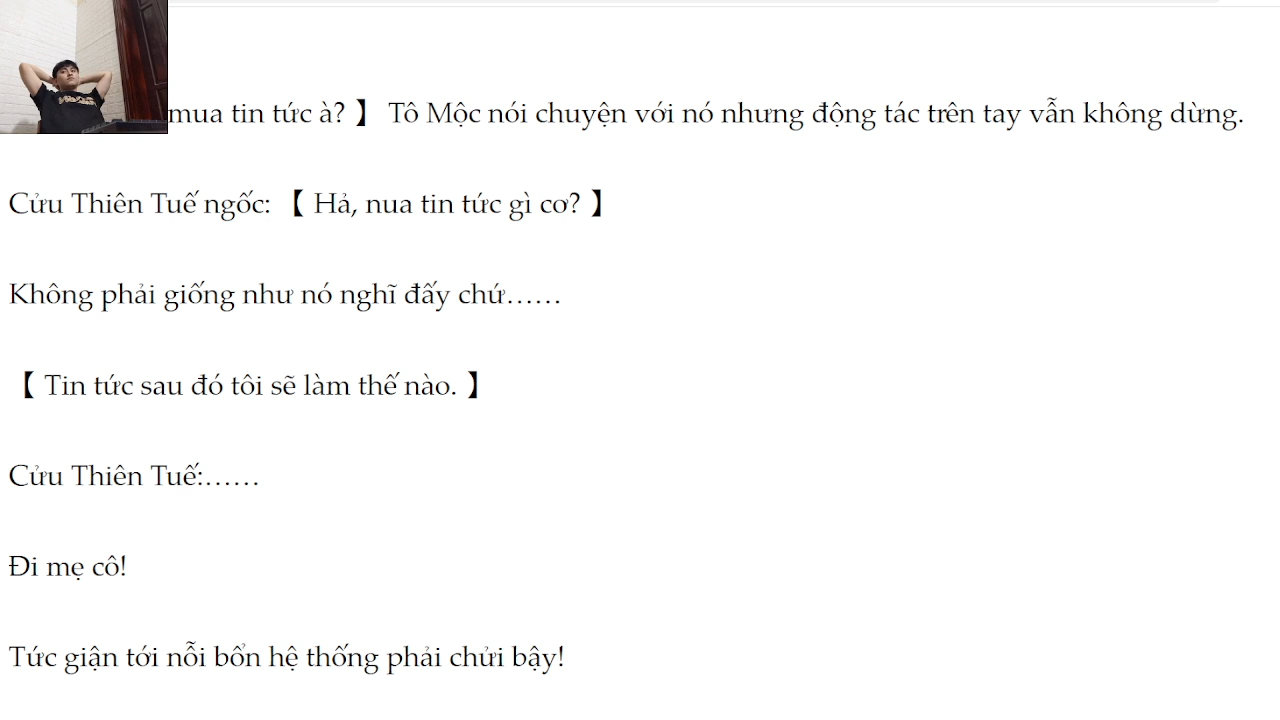 mua tin tức à? 】 Tô Mộc nói chuyện với nó nhưng động tác trên tay vẫn không dừng.
Cửu Thiên Tuế ngốc: 【 Hả, nua tin tức gì cơ? 】
Không phải giống như nó nghĩ đấy chứ……
【 Tin tức sau đó tôi sẽ làm thế nào. 】
Cửu Thiên Tuế:……
Đi mẹ cô!
Tức giận tới nỗi bổn hệ thống phải chửi bậy!